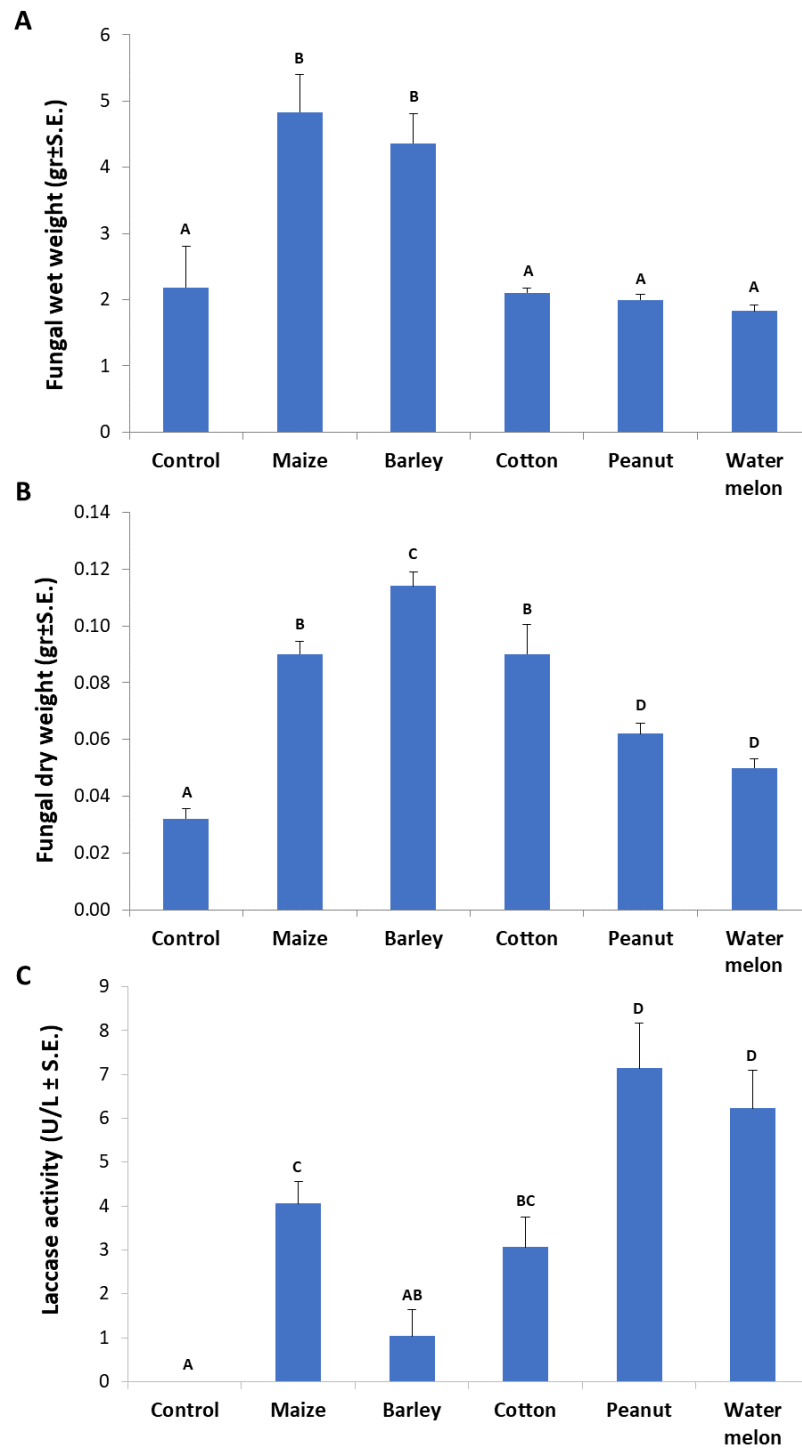 A
Fungal wet weight (gr±S.E.)
6
5
4
3
2
1
0
A
B
B
A
A
A
Control Maize Barley Cotton Peanut Water
melon
B
Fungal dry weight (gr±S.E.)
0.14
0.12
0.10
0.08
0.06
0.04
0.02
0.00
A
B
C
B
D
D
Control Maize Barley Cotton Peanut Water
melon
C
Laccase activity (U/L ± S.E.)
9
8
7
6
5
4
3
2
1
0
A
C
AB
BC
D
D
Control Maize Barley Cotton Peanut Water
melon